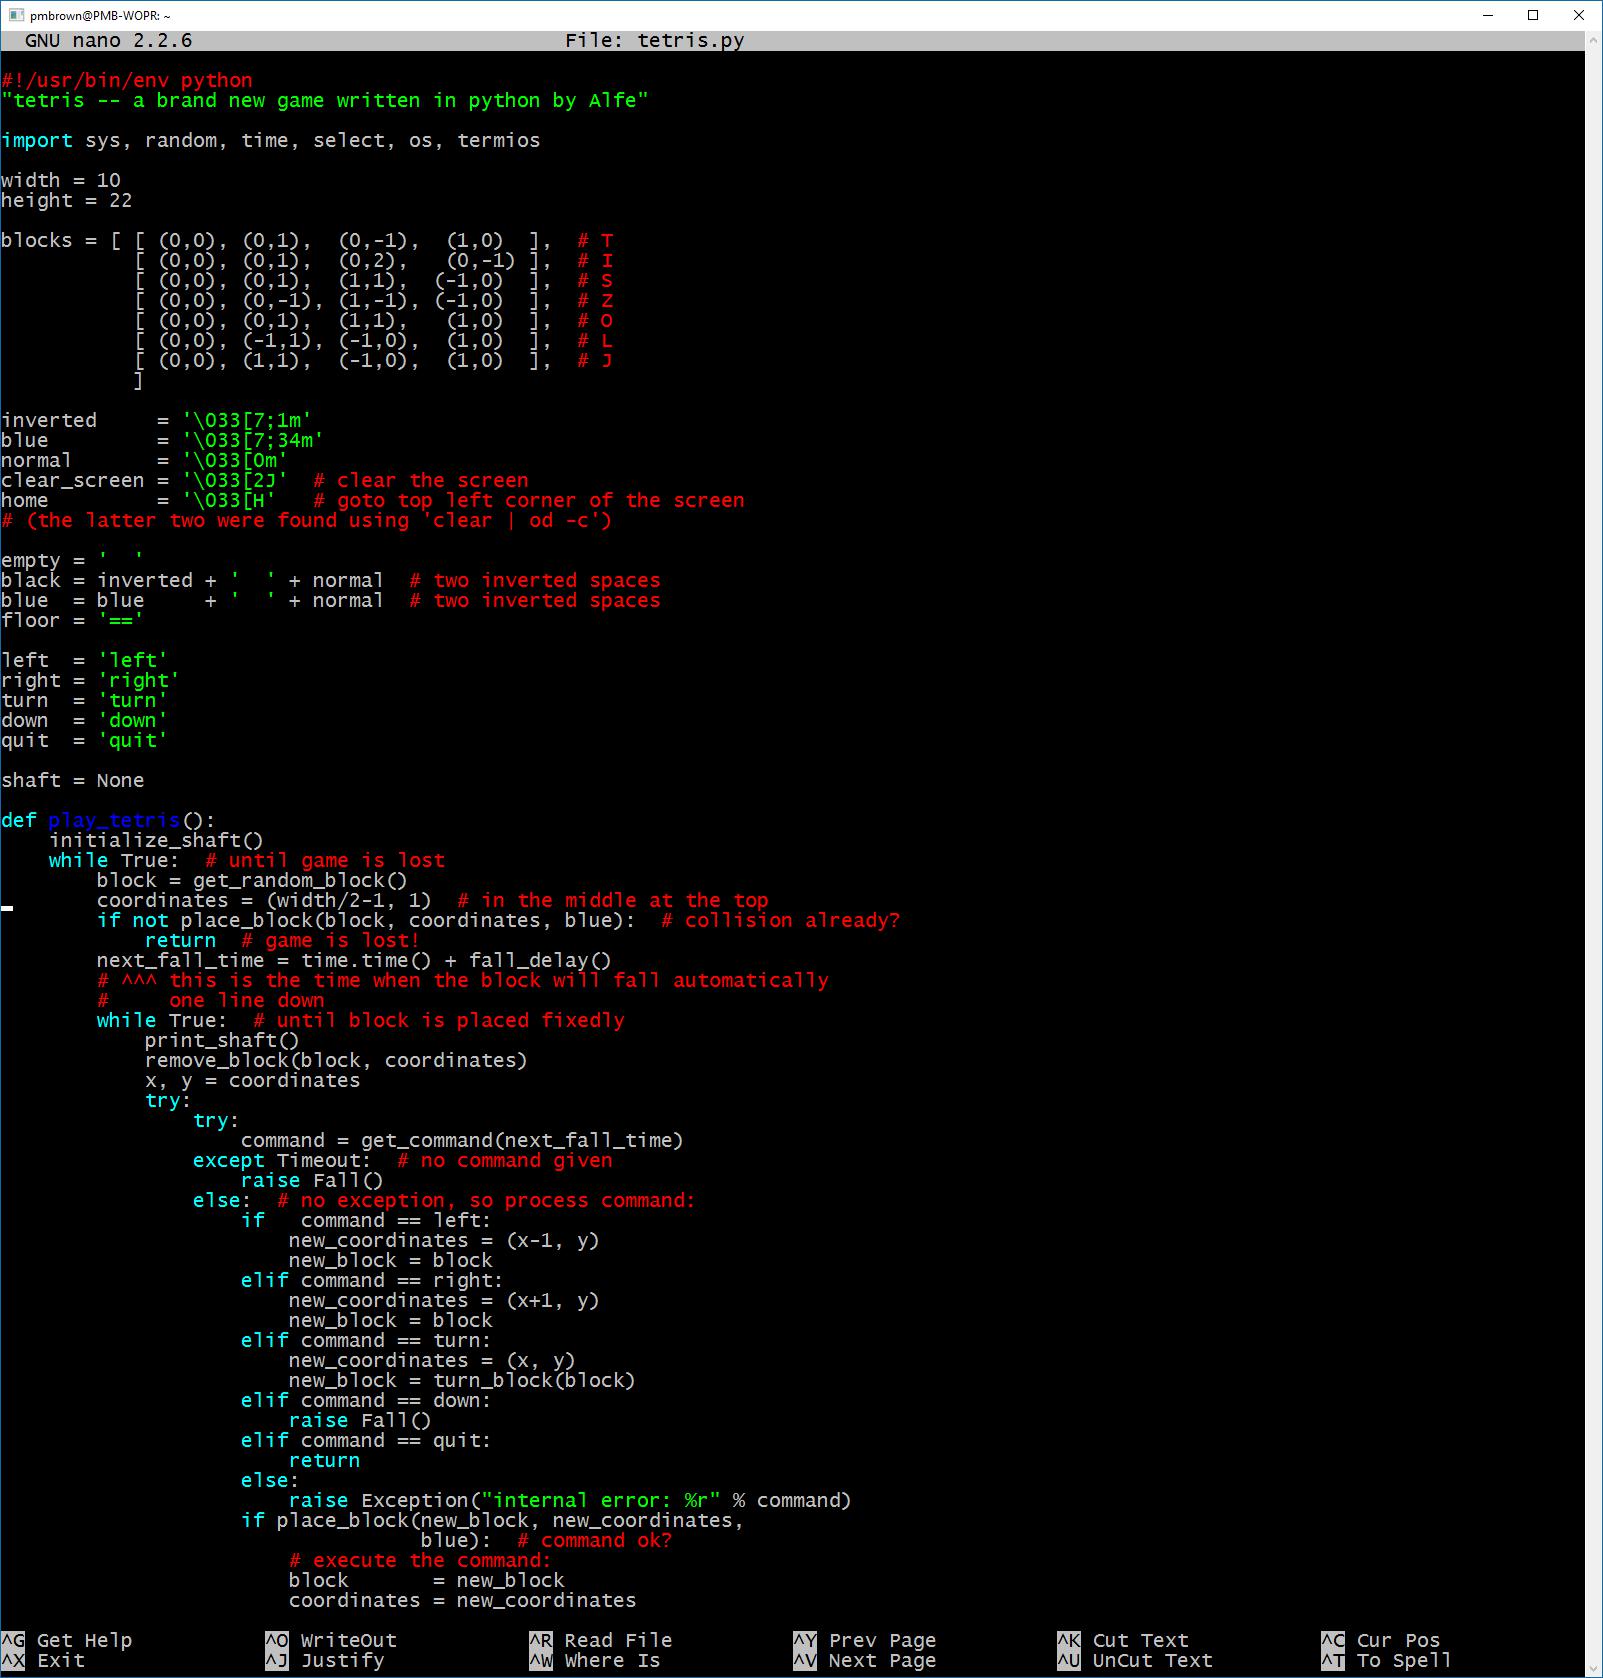 pmbrown@PMB-WOPR: ~
GNU nano 2.2.6 File: tetris.py
#!/usr/bin/env python
"tetris -- a brand new game written in python by Alfe"
import sys, random, time, select, os, termios
width = 10
height = 22
blocks = [ [ (0,0), (0,1),  (0,-1),  (1,0)  ],  # T
           [ (0,0), (0,1),  (0,2),   (0,-1) ],  # I
           [ (0,0), (0,1),  (1,1),  (-1,0)  ],  # S
           [ (0,0), (0,-1), (1,-1), (-1,0)  ],  # Z
           [ (0,0), (0,1),  (1,1),   (1,0)  ],  # O
           [ (0,0), (-1,1), (-1,0),  (1,0)  ],  # L
           [ (0,0), (1,1),  (-1,0),  (1,0)  ],  # J
           ]
inverted     = '\033[7;1m'
blue         = '\033[7;34m'
normal       = '\033[0m'
clear_screen = '\033[2J'  # clear the screen
home         = '\033[H'   # goto top left corner of the screen
# (the latter two were found using 'clear | od -c')
empty = '  '
black = inverted + '  ' + normal  # two inverted spaces
blue  = blue     + '  ' + normal  # two inverted spaces
floor = '=='
left  = 'left'
right = 'right'
turn  = 'turn'
down  = 'down'
quit  = 'quit'
shaft = None
def play_tetris():
    initialize_shaft()
    while True:  # until game is lost
        block = get_random_block()
        coordinates = (width/2-1, 1)  # in the middle at the top
        if not place_block(block, coordinates, blue):  # collision already?
            return  # game is lost!
        next_fall_time = time.time() + fall_delay()
        # ^^^ this is the time when the block will fall automatically
        #     one line down
        while True:  # until block is placed fixedly
            print_shaft()
            remove_block(block, coordinates)
            x, y = coordinates
            try:
                try:
                    command = get_command(next_fall_time)
                except Timeout:  # no command given
                    raise Fall()
                else:  # no exception, so process command:
                    if   command == left:
                        new_coordinates = (x-1, y)
                        new_block = block
                    elif command == right:
                        new_coordinates = (x+1, y)
                        new_block = block
                    elif command == turn:
                        new_coordinates = (x, y)
                        new_block = turn_block(block)
                    elif command == down:
                        raise Fall()
                    elif command == quit:
                        return
                    else:
                        raise Exception("internal error: %r" % command)
                    if place_block(new_block, new_coordinates,
                                   blue):  # command ok?
                        # execute the command:
                        block       = new_block
                        coordinates = new_coordinates
^G Get Help ^O WriteOut ^R Read File ^Y Prev Page ^K Cut Text ^C Cur Pos
^X Exit ^J Justify ^W Where Is ^V Next Page ^U UnCut Text ^T To Spell